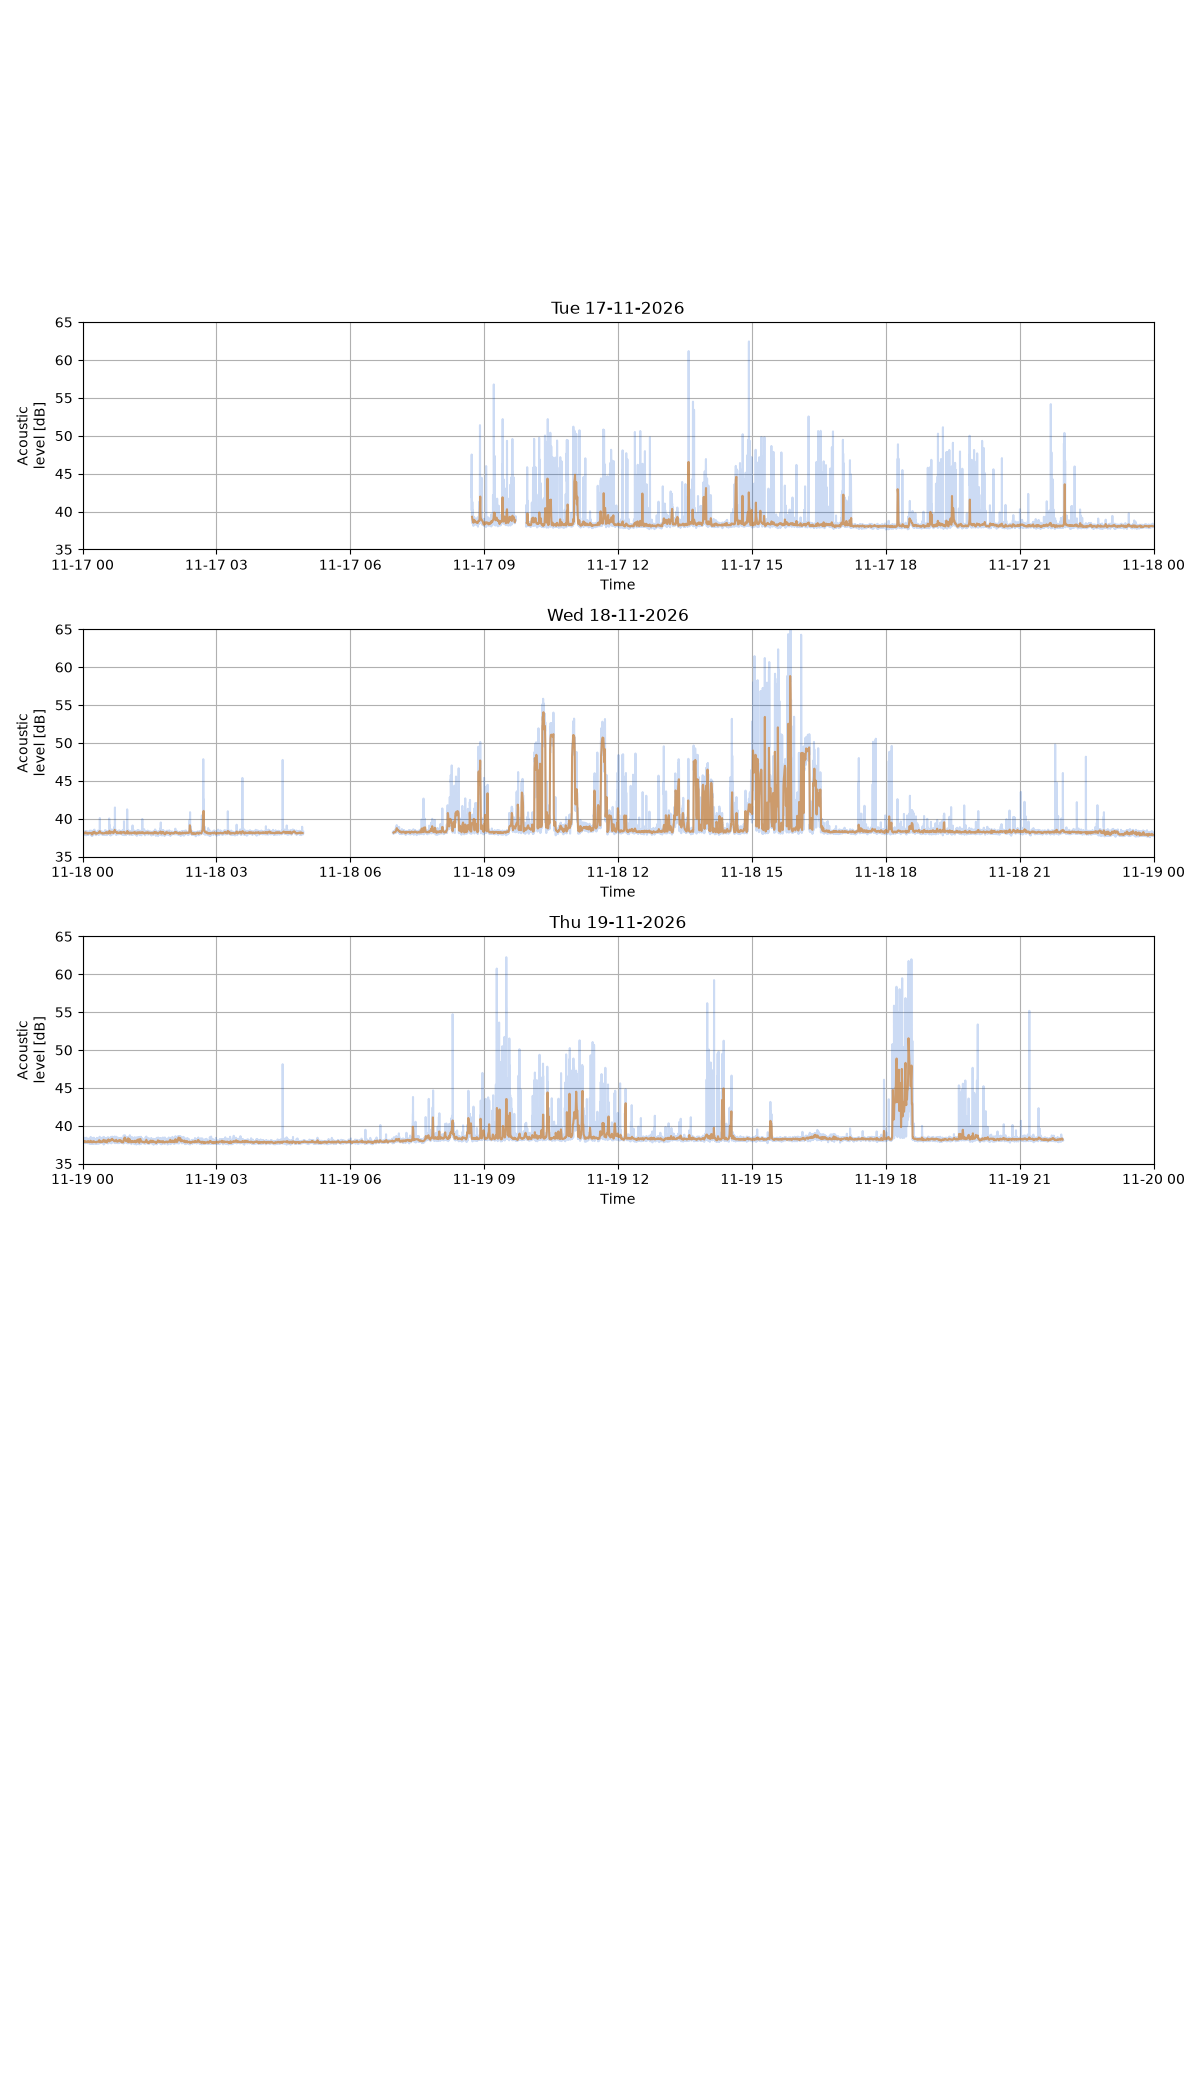 Tue 17-11-2026
65
60
55
50
45
40
35
Acoustic
level [dB]
11-17 00 11-17 03 11-17 06 11-17 09 11-17 12 11-17 15 11-17 18 11-17 21 11-18 00
Time
Wed 18-11-2026
65
60
55
50
45
40
35
Acoustic
level [dB]
11-18 00 11-18 03 11-18 06 11-18 09 11-18 12 11-18 15 11-18 18 11-18 21 11-19 00
Time
Thu 19-11-2026
65
60
55
50
45
40
35
Acoustic
level [dB]
11-19 00 11-19 03 11-19 06 11-19 09 11-19 12 11-19 15 11-19 18 11-19 21 11-20 00
Time